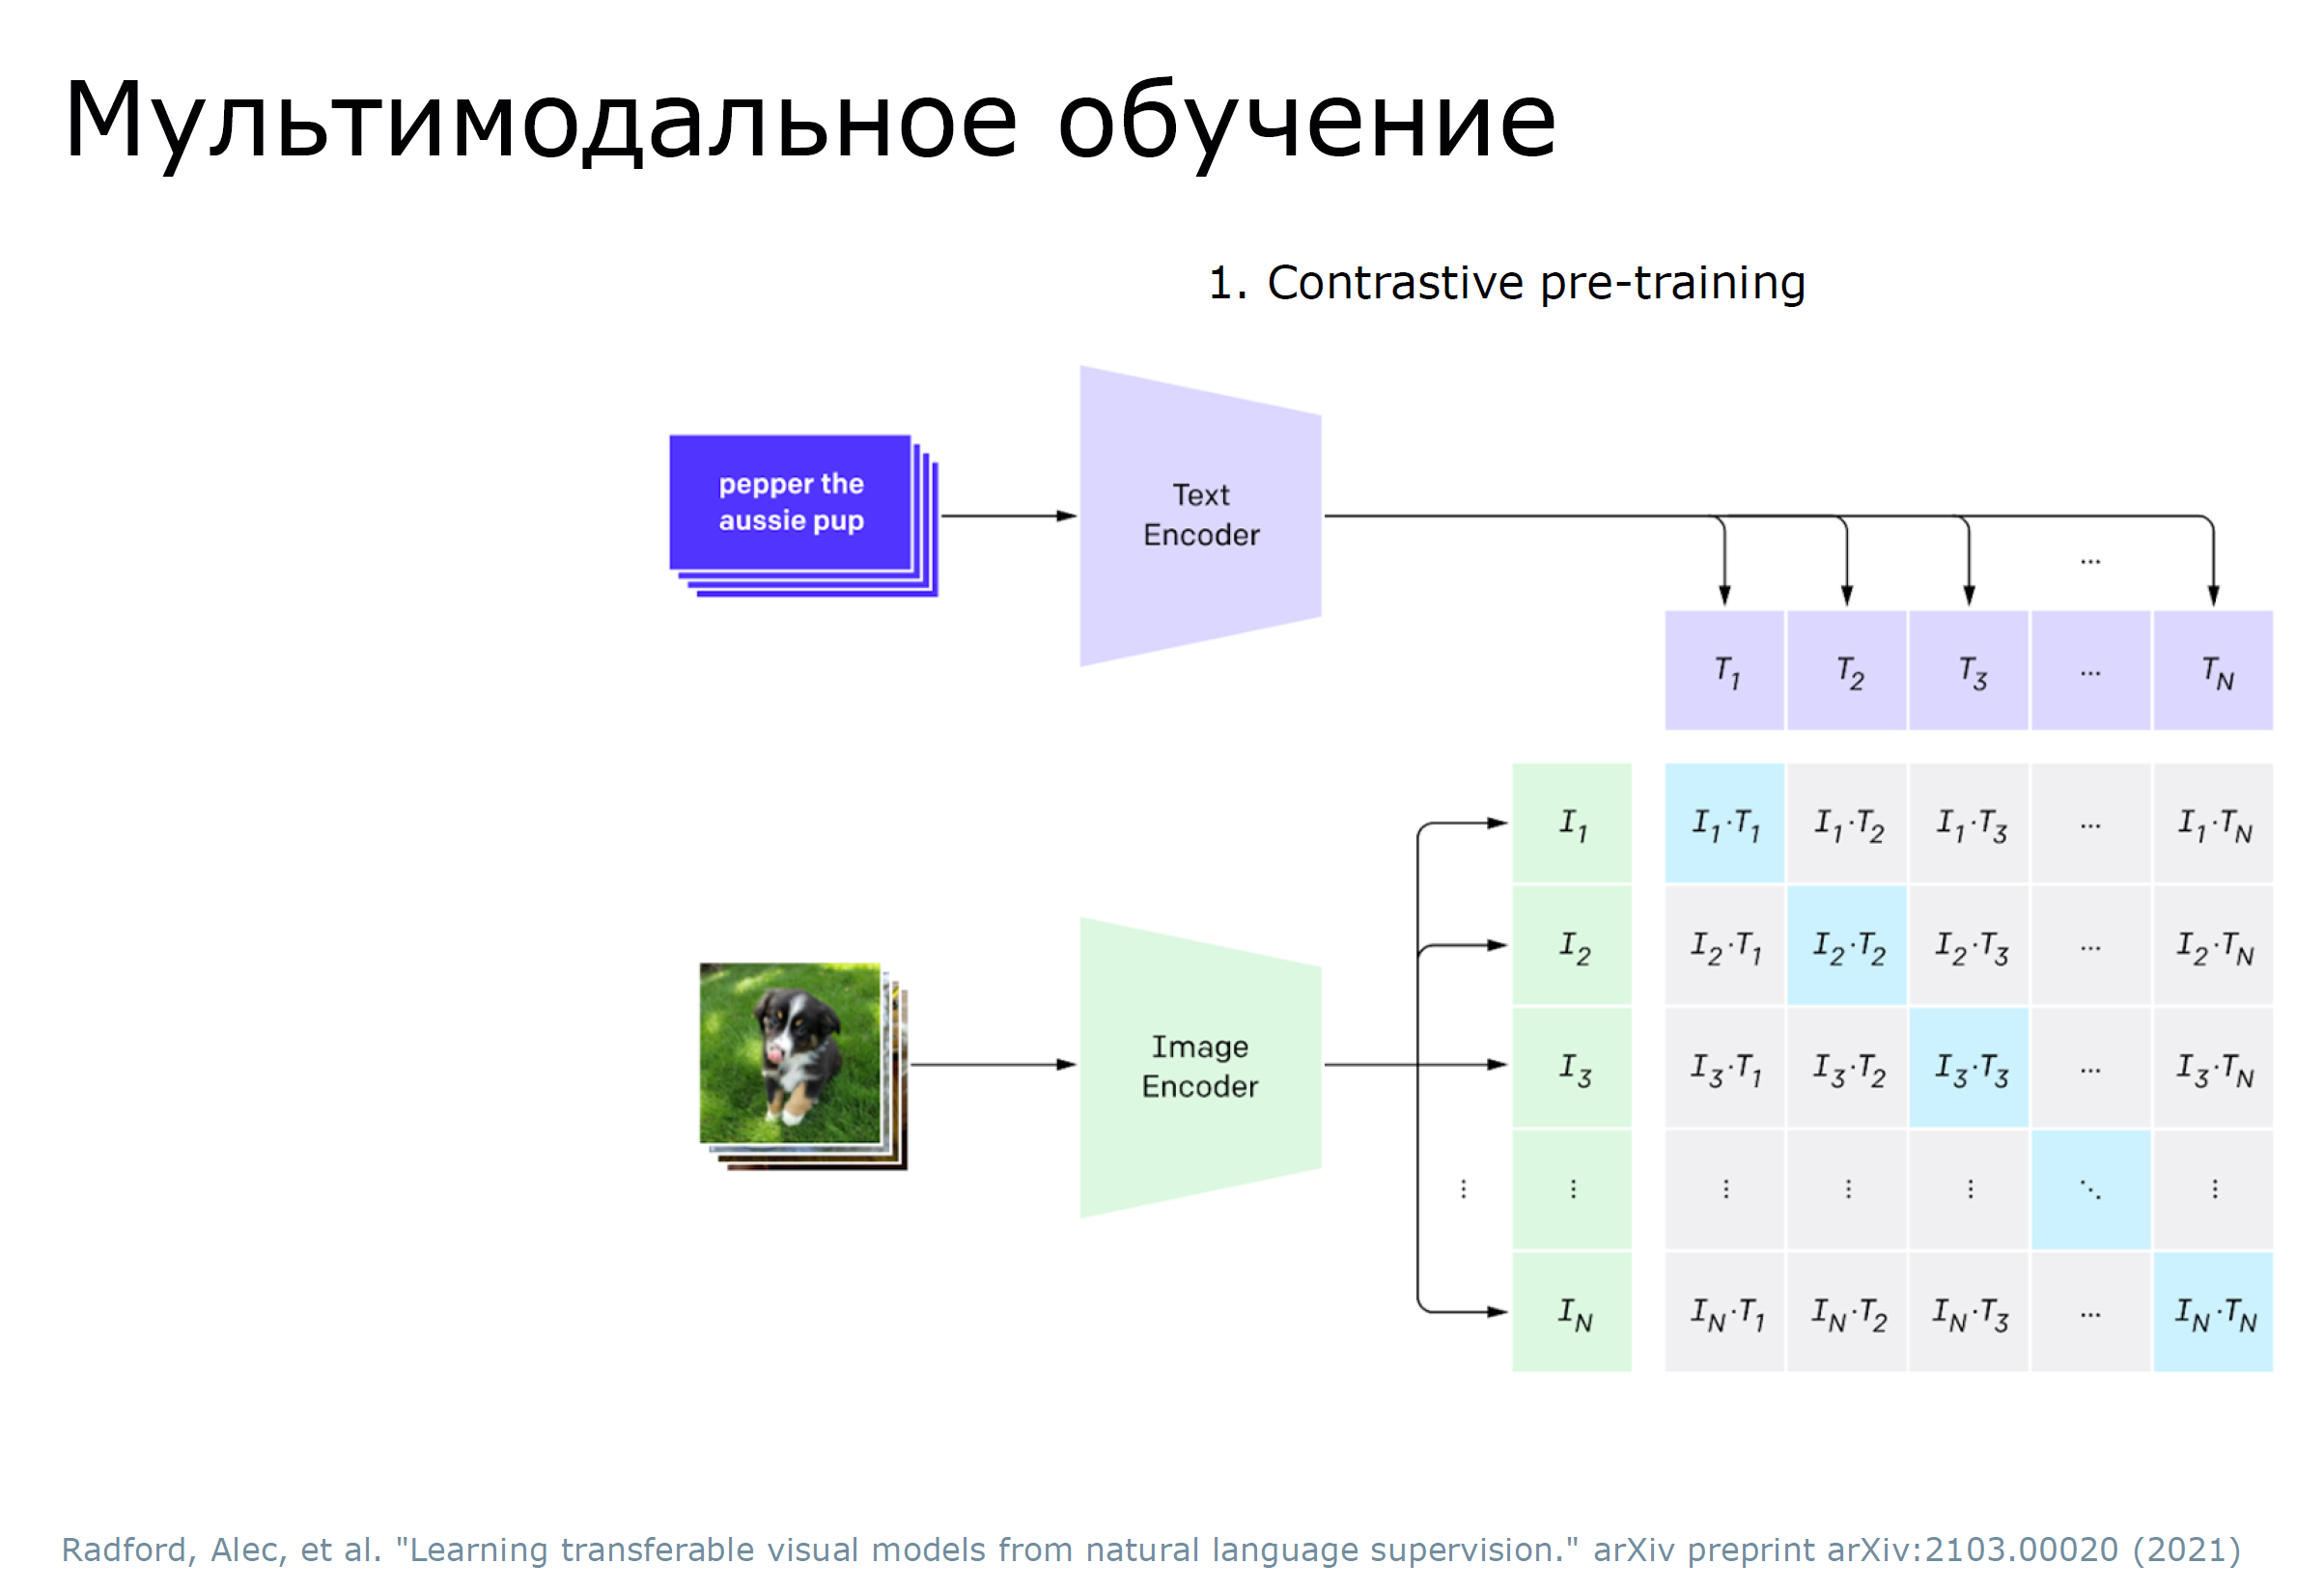 Мультимодальное обучение
1. Contrastive pre-training
pepper the
aussie pup
Text
Encoder
...
T1 T2 T3 ... TN
I1 I1·T1 I1·T2 I1·T3 ... I1·TN
I2 I2·T1 I2·T2 I2·T3 ... I2·TN
Image
Encoder
I3 I3·T1 I3·T2 I3·T3 ... I3·TN
⋮ ⋮ ⋮ ⋮ ⋮ ⋱ ⋮
IN IN·T1 IN·T2 IN·T3 ... IN·TN
Radford, Alec, et al. "Learning transferable visual models from natural language supervision." arXiv preprint arXiv:2103.00020 (2021)